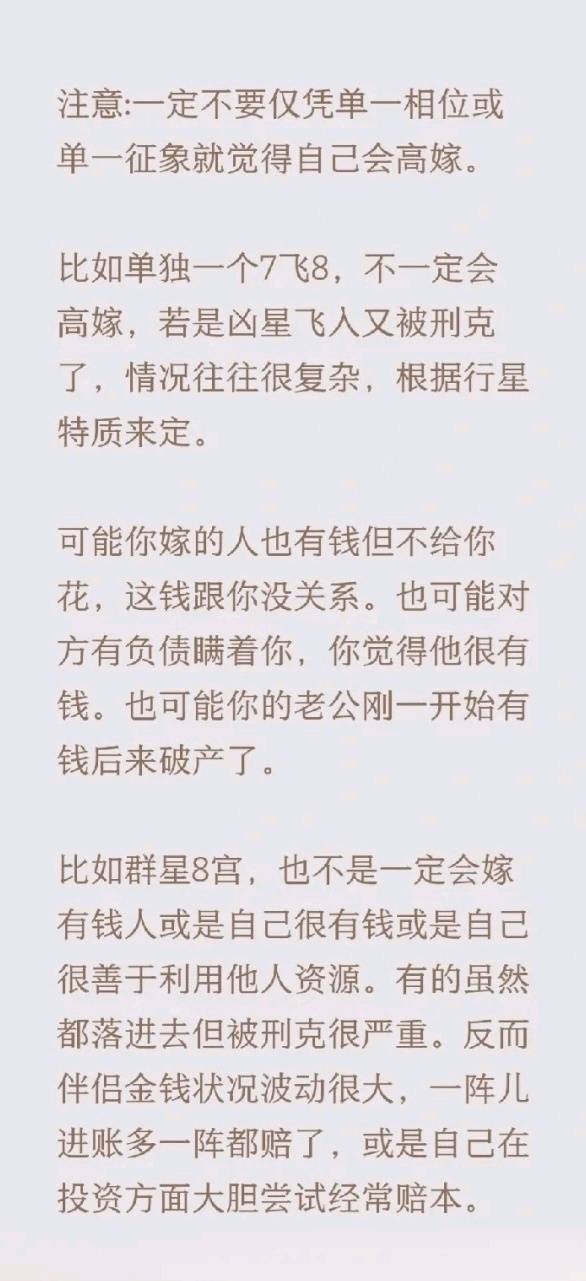 注意:一定不要仅凭单一相位或
单一征象就觉得自己会高嫁。
比如单独一个7飞8，不一定会
高嫁，若是凶星飞人又被刑克
了，情况往往很复杂，根据行星
特质来定。
可能你嫁的人也有钱但不给你
花，这钱跟你没关系。也可能对
方有负债瞒着你，你觉得他很有
钱。也可能你的老公刚一开始有
钱后来破产了。
比如群星8宫，也不是一定会嫁
有钱人或是自己很有钱或是自己
很善于利用他人资源。有的虽然
都落进去但被刑克很严重。反而
伴侣金钱状况波动很大，一阵儿
进账多一阵都赔了，或是自己在
投资方面大胆尝试经常赔本。